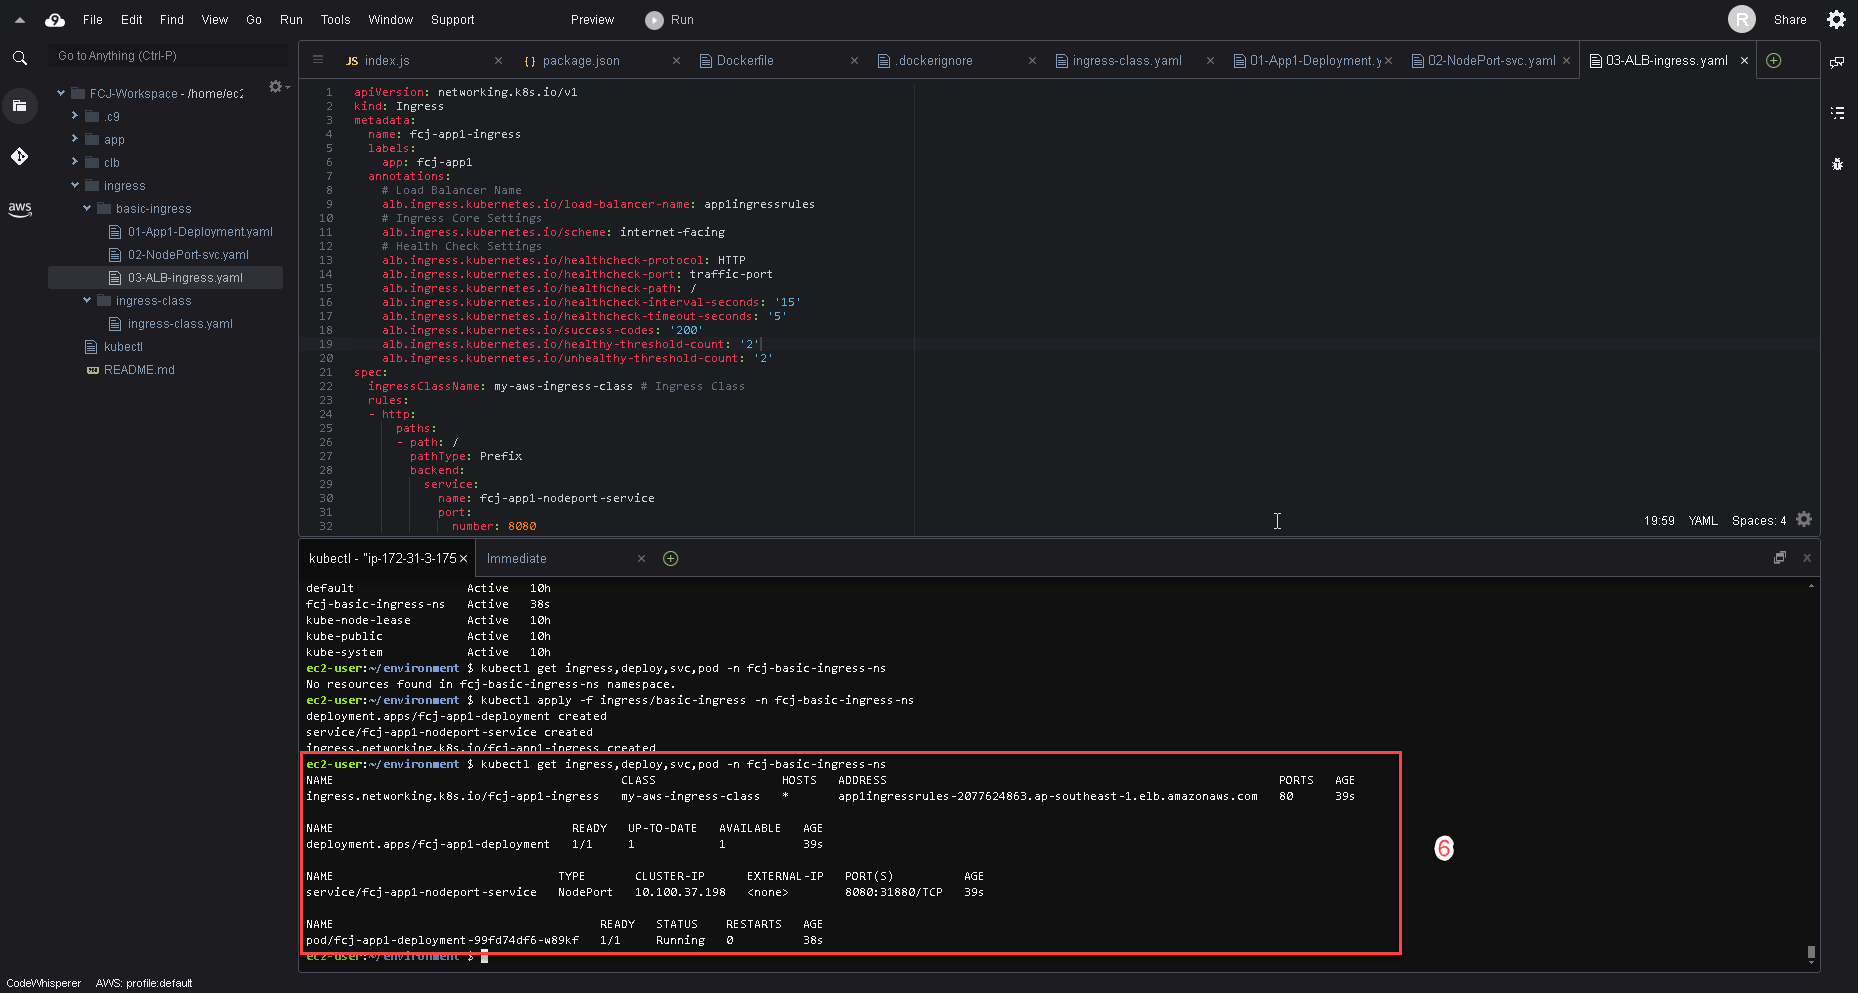 File Edit Find View Go Run Tools Window Support Preview Run R Share
Go to Anything (Ctrl-P)
JS index.js
{ } package.json
Dockerfile
.dockerignore
ingress-class.yaml
01-App1-Deployment.y
02-NodePort-svc.yaml
03-ALB-ingress.yaml
aws
FCJ-Workspace - /home/ec2
.c9
app
clb
ingress
basic-ingress
01-App1-Deployment.yaml
02-NodePort-svc.yaml
03-ALB-ingress.yaml
ingress-class
ingress-class.yaml
kubectl
README.md
1 apiVersion: networking.k8s.io/v1
2 kind: Ingress
3 metadata:
4 name: fcj-app1-ingress
5 labels:
6 app: fcj-app1
7 annotations:
8 # Load Balancer Name
9 alb.ingress.kubernetes.io/load-balancer-name: app1ingressrules
10 # Ingress Core Settings
11 alb.ingress.kubernetes.io/scheme: internet-facing
12 # Health Check Settings
13 alb.ingress.kubernetes.io/healthcheck-protocol: HTTP
14 alb.ingress.kubernetes.io/healthcheck-port: traffic-port
15 alb.ingress.kubernetes.io/healthcheck-path: /
16 alb.ingress.kubernetes.io/healthcheck-interval-seconds: '15'
17 alb.ingress.kubernetes.io/healthcheck-timeout-seconds: '5'
18 alb.ingress.kubernetes.io/success-codes: '200'
19 alb.ingress.kubernetes.io/healthy-threshold-count: '2'
20 alb.ingress.kubernetes.io/unhealthy-threshold-count: '2'
21 spec:
22 ingressClassName: my-aws-ingress-class # Ingress Class
23 rules:
24 - http:
25 paths:
26 - path: /
27 pathType: Prefix
28 backend:
29 service:
30 name: fcj-app1-nodeport-service
31 port:
32 number: 8080
19:59 YAML Spaces: 4
kubectl - "ip-172-31-3-175
Immediate
default Active 10h
fcj-basic-ingress-ns Active 38s
kube-node-lease Active 10h
kube-public Active 10h
kube-system Active 10h
ec2-user:~/environment $ kubectl get ingress,deploy,svc,pod -n fcj-basic-ingress-ns
No resources found in fcj-basic-ingress-ns namespace.
ec2-user:~/environment $ kubectl apply -f ingress/basic-ingress -n fcj-basic-ingress-ns
deployment.apps/fcj-app1-deployment created
service/fcj-app1-nodeport-service created
ingress.networking.k8s.io/fcj-app1-ingress created
ec2-user:~/environment $ kubectl get ingress,deploy,svc,pod -n fcj-basic-ingress-ns
NAME CLASS HOSTS ADDRESS PORTS AGE
ingress.networking.k8s.io/fcj-app1-ingress my-aws-ingress-class * app1ingressrules-2077624863.ap-southeast-1.elb.amazonaws.com 80 39s
NAME READY UP-TO-DATE AVAILABLE AGE
deployment.apps/fcj-app1-deployment 1/1 1 1 39s
6
NAME TYPE CLUSTER-IP EXTERNAL-IP PORT(S) AGE
service/fcj-app1-nodeport-service NodePort 10.100.37.198 <none> 8080:31880/TCP 39s
NAME READY STATUS RESTARTS AGE
pod/fcj-app1-deployment-99fd74df6-w89kf 1/1 Running 0 38s
ec2-user:~/environment $
CodeWhisperer AWS: profile:default